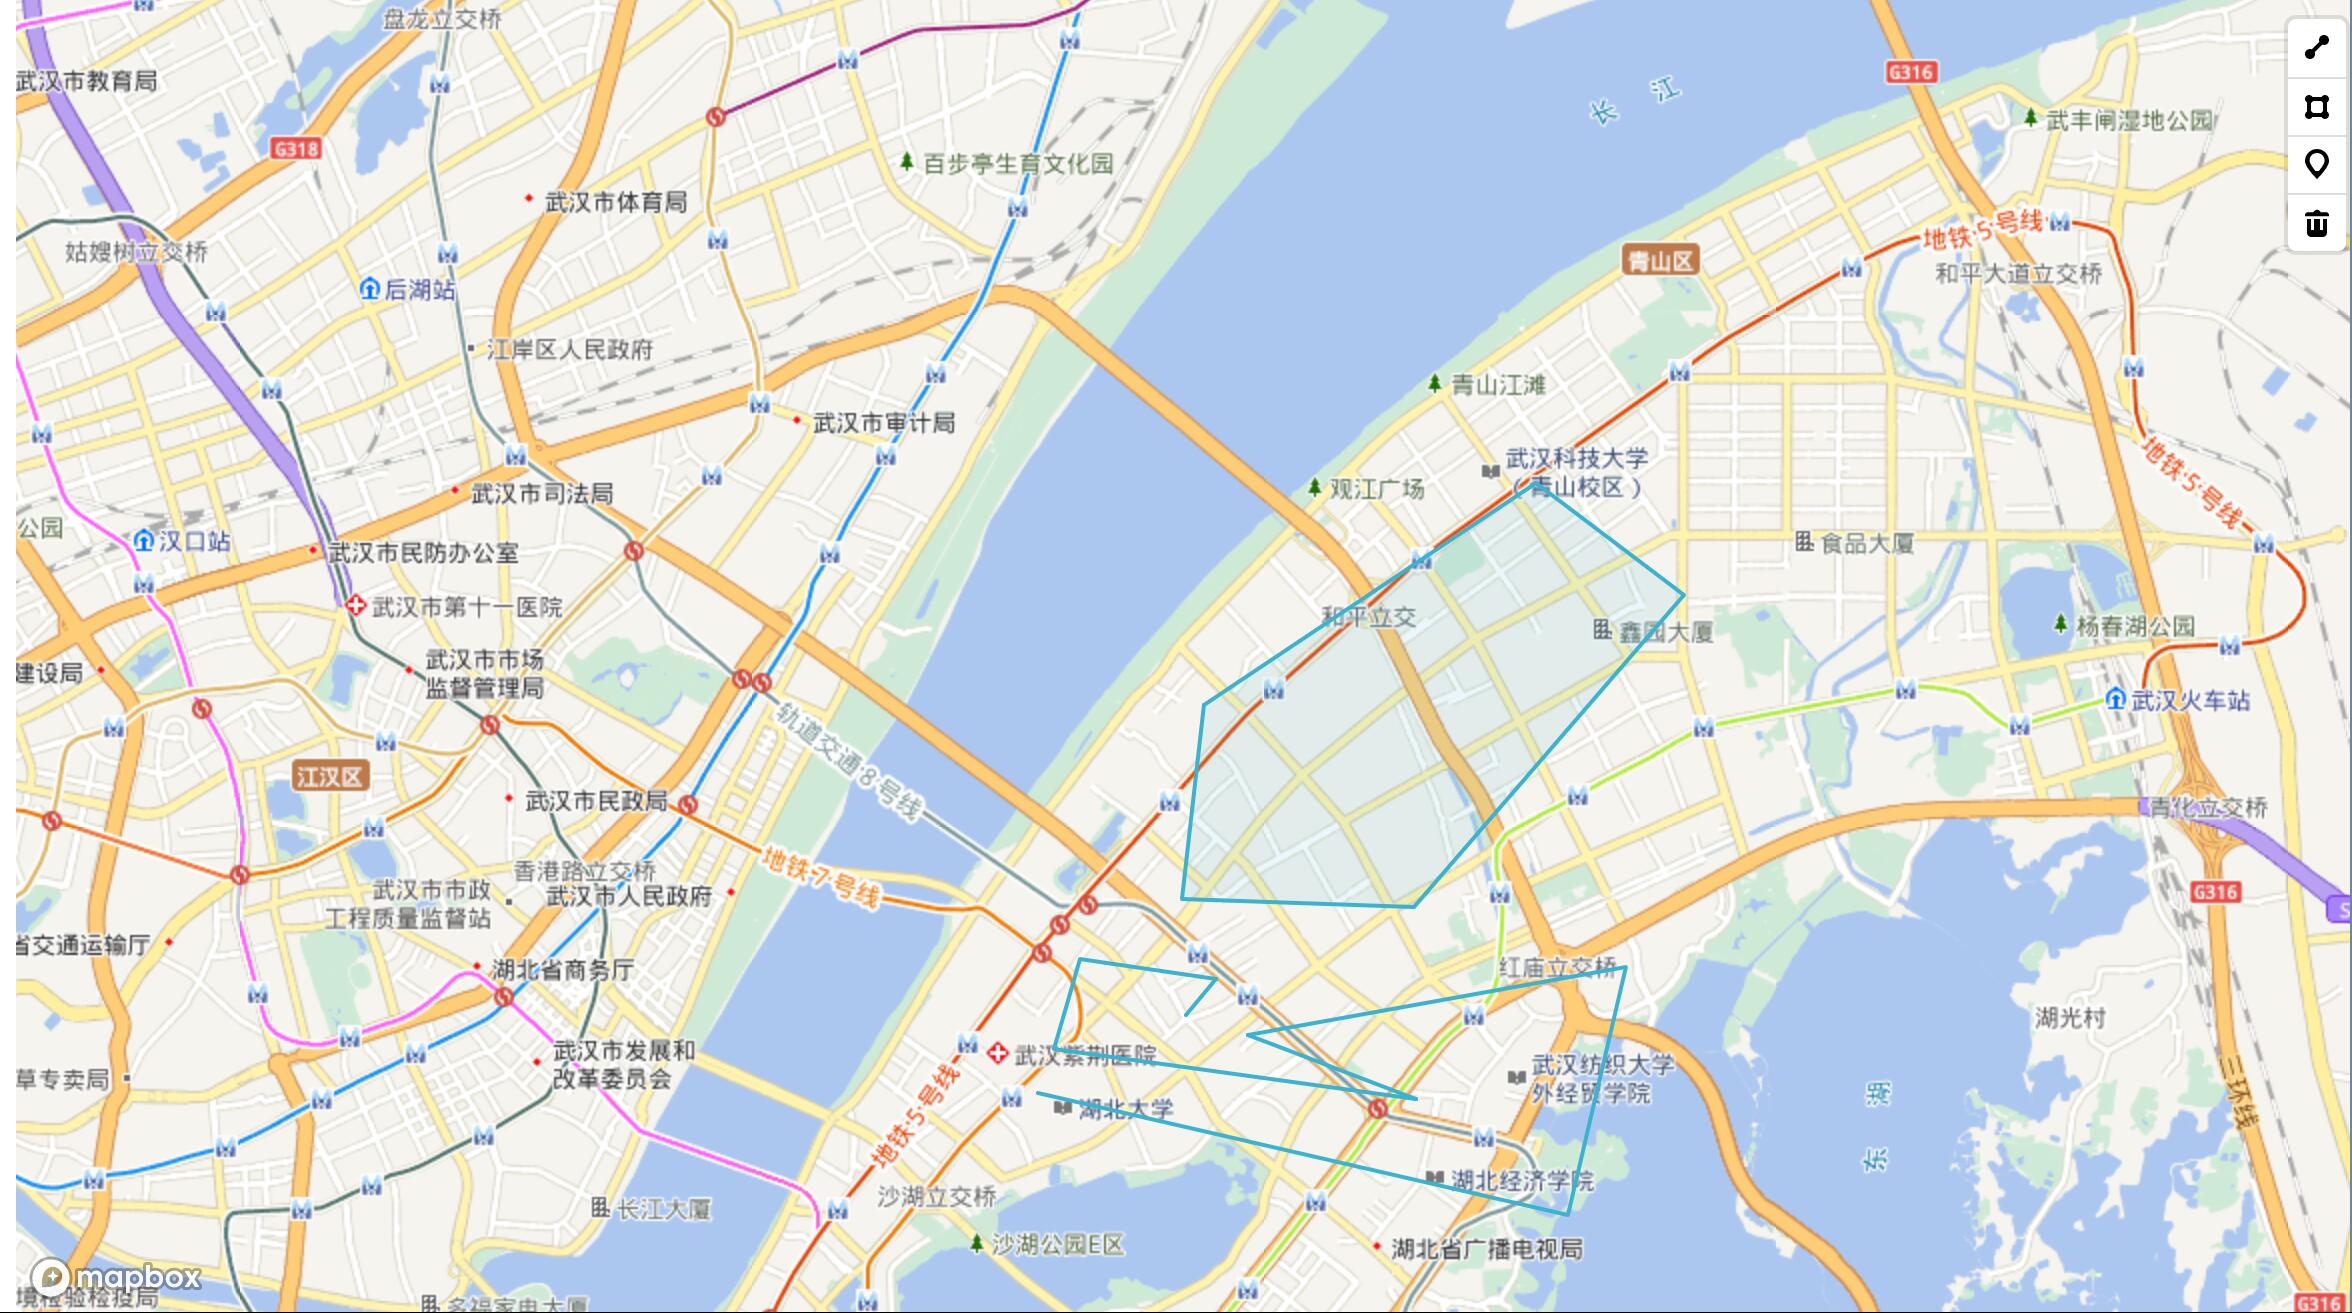 盘龙立交桥
武汉市教育局
G318
G316
长 江
武丰闸湿地公园
百步亭生育文化园
武汉市体育局
姑嫂树立交桥
后湖站
青山区
地铁·5·号线
和平大道立交桥
江岸区人民政府
青山江滩
武汉市审计局
武汉科技大学
（青山校区）
观江广场
地铁·5·号线
武汉市司法局
公园
汉口站
武汉市民防办公室
食品大厦
武汉市第十一医院
和平立交
鑫园大厦
杨春湖公园
建设局
武汉市市场
监督管理局
武汉火车站
轨道交通·8·号线
江汉区
武汉市民政局
青化立交桥
地铁·7·号线
香港路立交桥
武汉市市政
工程质量监督站
武汉市人民政府
G316
S
省交通运输厅
湖北省商务厅
红庙立交桥
湖光村
武汉市发展和
改革委员会
武汉紫荆医院
武汉纺织大学
外经贸学院
草专卖局
地铁·5·号线
湖北大学
东 湖
三环线
湖北经济学院
沙湖立交桥
长江大厦
沙湖公园E区
湖北省广播电视局
mapbox
境检验检疫局
多福家电大厦
G316